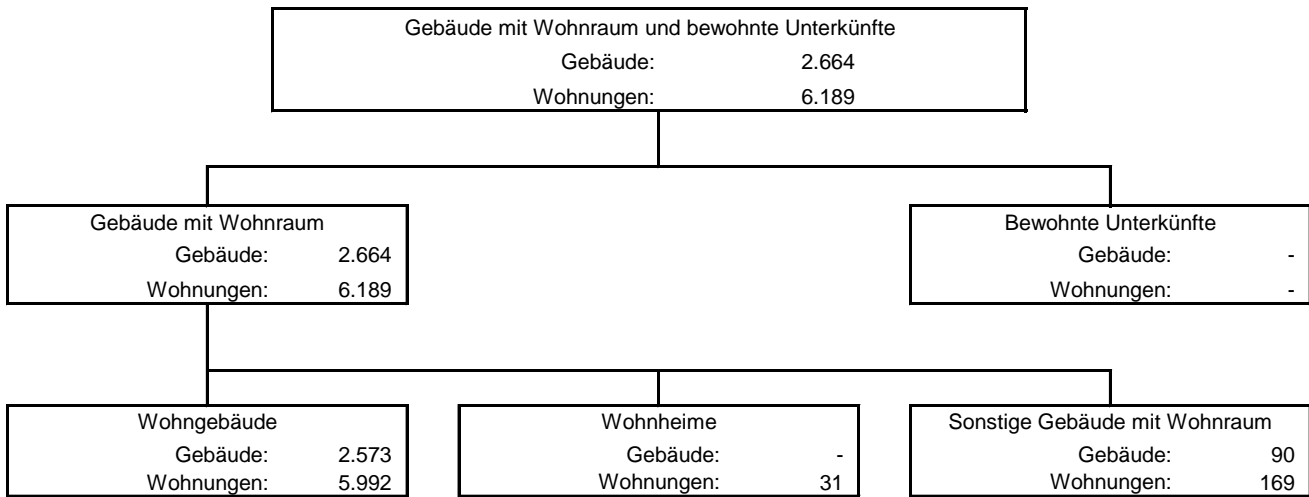 Gebäude mit Wohnraum und bewohnte Unterkünfte
Gebäude: 2.664
Wohnungen: 6.189
Gebäude mit Wohnraum
Gebäude: 2.664
Wohnungen: 6.189
Bewohnte Unterkünfte
Gebäude: -
Wohnungen: -
Wohngebäude
Gebäude: 2.573
Wohnungen: 5.992
Wohnheime
Gebäude: -
Wohnungen: 31
Sonstige Gebäude mit Wohnraum
Gebäude: 90
Wohnungen: 169